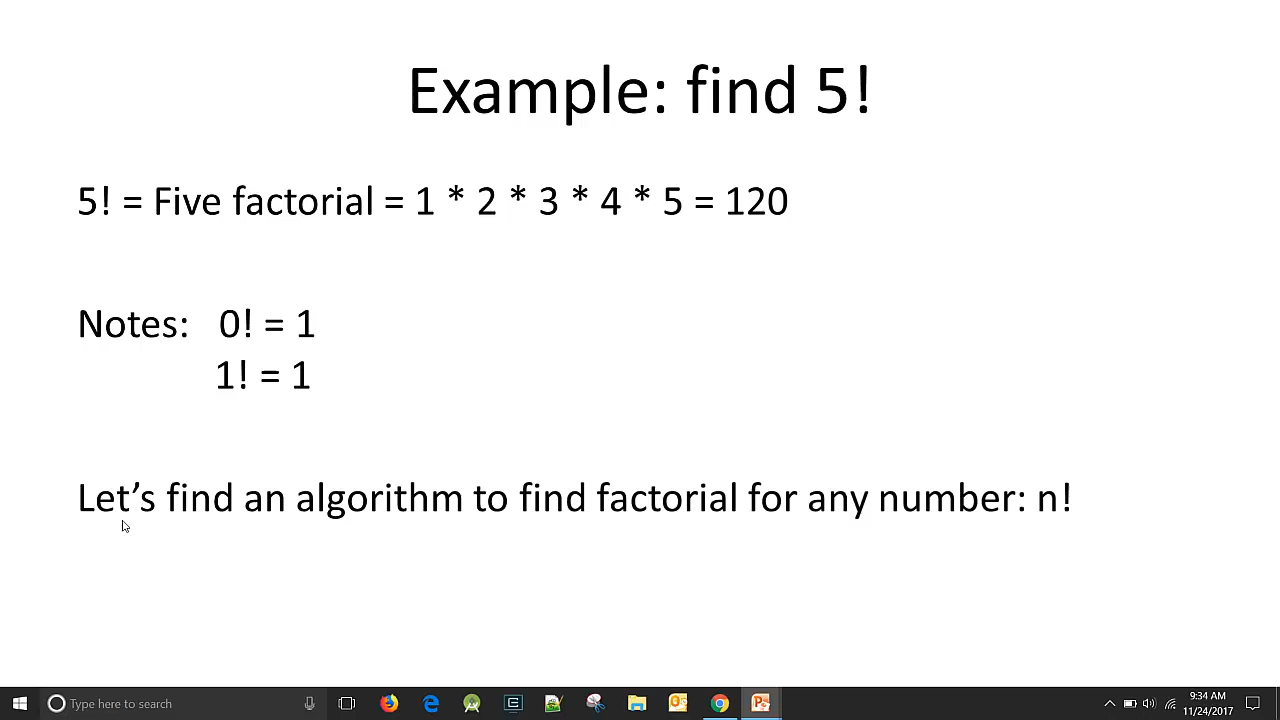 Example: find 5!
5! = Five factorial = 1 * 2 * 3 * 4 * 5 = 120
Notes: 0! = 1
1! = 1
Let’s find an algorithm to find factorial for any number: n!
Type here to search
9:34 AM
11/24/2017